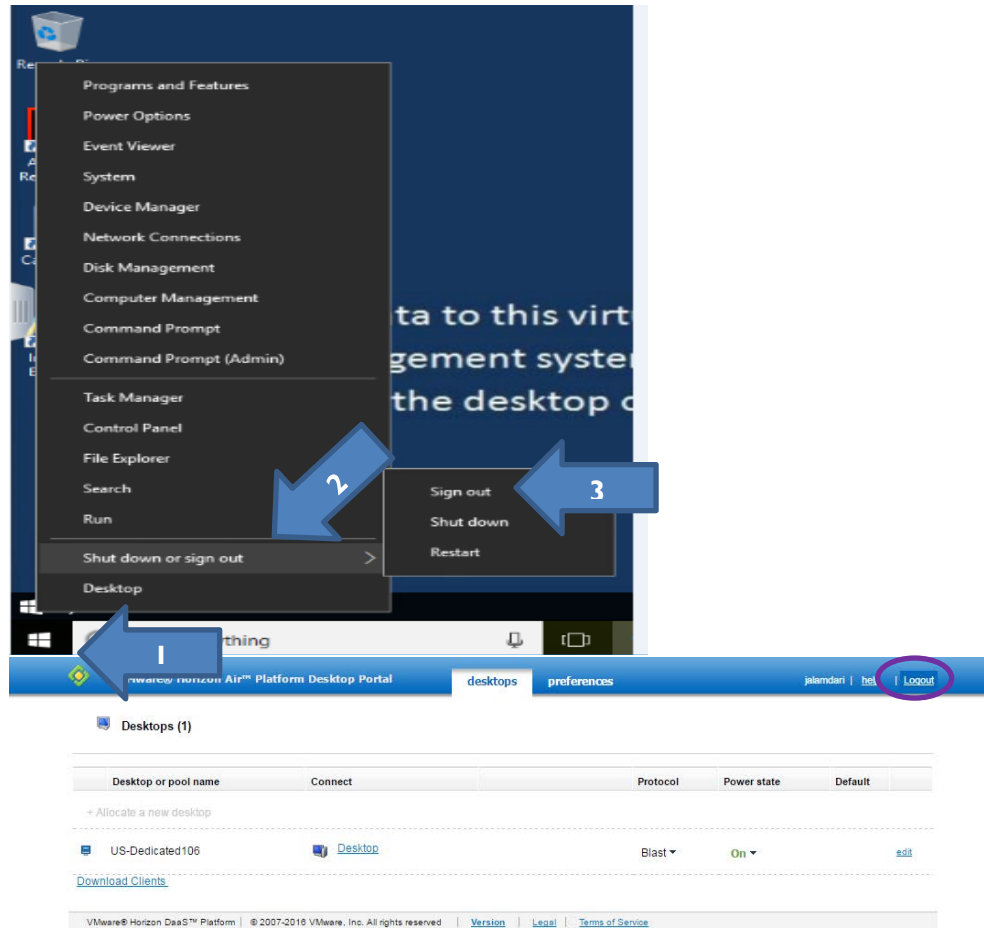 Programs and Features
Power Options
Event Viewer
System
Device Manager
Network Connections
Disk Management
Computer Management
Command Prompt
Command Prompt (Admin)
Task Manager
Control Panel
File Explorer
Search
Run
Shut down or sign out
Desktop
2
Sign out
Shut down
Restart
3
ta to this virt
gement syste
the desktop
1
thing
Horizon Air™ Platform Desktop Portal
desktops
preferences
jalamdari | | Logout
Desktops (1)
Desktop or pool name Connect Protocol Power state Default
+ Allocate a new desktop
US-Dedicated106 Desktop Blast On edit
Download Clients
VMware® Horizon DaaS™ Platform | © 2007-2016 VMware, Inc. All rights reserved | Version | Legal | Terms of Service